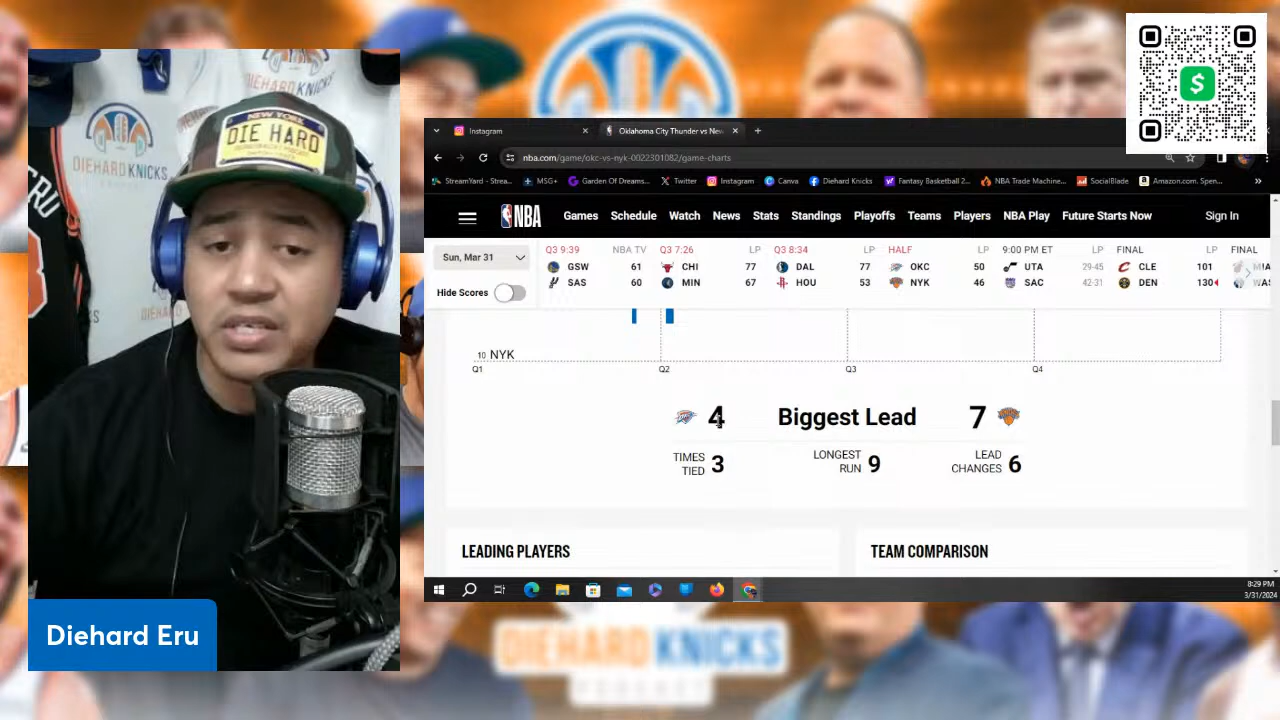 DIEHARD KNICKS
NEW YORK
DIE HARD
DIEHARD KNICKS
Diehard Eru
Instagram
Oklahoma City Thunder vs New
nba.com/game/okc-vs-nyk-0022301082/game-charts
StreamYard - Strea...
MSG+
Garden Of Dreams...
Twitter
Instagram
Canva
Diehard Knicks
Fantasy Basketball 2...
NBA Trade Machine...
SocialBlade
Amazon.com. Spen...
NBA
Games
Schedule
Watch
News
Stats
Standings
Playoffs
Teams
Players
NBA Play
Future Starts Now
Sign In
Sun, Mar 31
Hide Scores
Q3 9:39 NBA TV
GSW 61
SAS 60
Q3 7:26 LP
CHI 77
MIN 67
Q3 8:34 LP
DAL 77
HOU 53
HALF LP
OKC 50
NYK 46
9:00 PM ET LP
UTA 29-45
SAC 42-31
FINAL LP
CLE 101
DEN 130
FINAL
MIA
WAS
10 NYK
Q1 Q2 Q3 Q4
4 Biggest Lead 7
TIMES TIED 3
LONGEST RUN 9
LEAD CHANGES 6
LEADING PLAYERS
TEAM COMPARISON
8:29 PM
3/31/2024
DIEHARD KNICKS
PODCAST